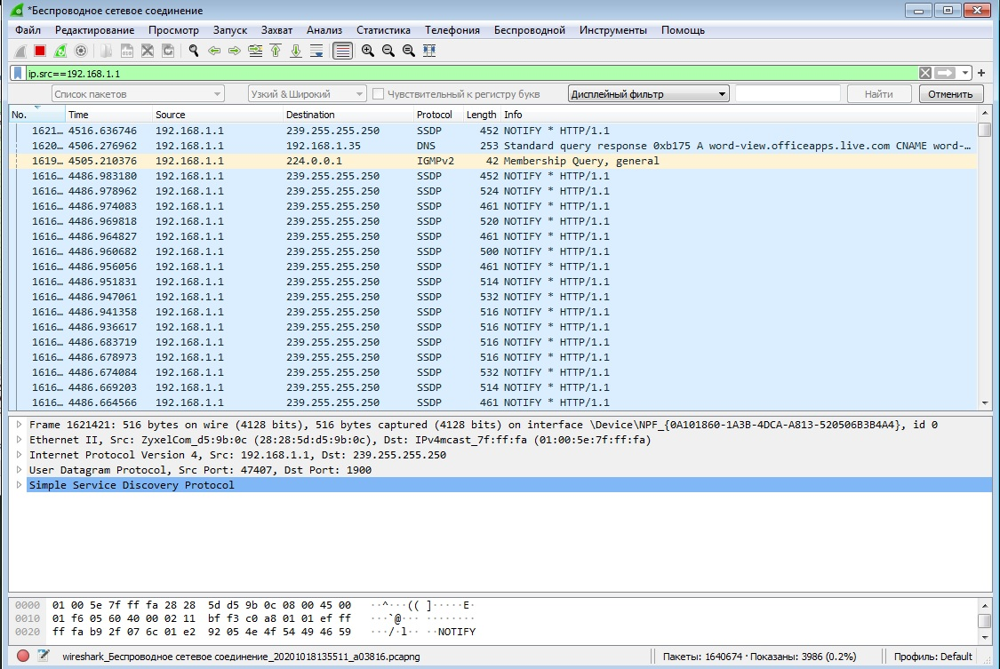 *Беспроводное сетевое соединение
Файл Редактирование Просмотр Запуск Захват Анализ Статистика Телефония Беспроводной Инструменты Помощь
ip.src==192.168.1.1
Список пакетов Узкий & Широкий Чувствительный к регистру букв Дисплейный фильтр Найти Отменить
No. Time Source Destination Protocol Length Info
1621… 4516.636746 192.168.1.1 239.255.255.250 SSDP 452 NOTIFY * HTTP/1.1
1620… 4506.276962 192.168.1.1 192.168.1.35 DNS 253 Standard query response 0xb175 A word-view.officeapps.live.com CNAME word-…
1619… 4505.210376 192.168.1.1 224.0.0.1 IGMPv2 42 Membership Query, general
1616… 4486.983180 192.168.1.1 239.255.255.250 SSDP 452 NOTIFY * HTTP/1.1
1616… 4486.978962 192.168.1.1 239.255.255.250 SSDP 524 NOTIFY * HTTP/1.1
1616… 4486.974083 192.168.1.1 239.255.255.250 SSDP 461 NOTIFY * HTTP/1.1
1616… 4486.969818 192.168.1.1 239.255.255.250 SSDP 520 NOTIFY * HTTP/1.1
1616… 4486.964827 192.168.1.1 239.255.255.250 SSDP 461 NOTIFY * HTTP/1.1
1616… 4486.960682 192.168.1.1 239.255.255.250 SSDP 500 NOTIFY * HTTP/1.1
1616… 4486.956056 192.168.1.1 239.255.255.250 SSDP 461 NOTIFY * HTTP/1.1
1616… 4486.951831 192.168.1.1 239.255.255.250 SSDP 514 NOTIFY * HTTP/1.1
1616… 4486.947061 192.168.1.1 239.255.255.250 SSDP 532 NOTIFY * HTTP/1.1
1616… 4486.941358 192.168.1.1 239.255.255.250 SSDP 516 NOTIFY * HTTP/1.1
1616… 4486.936617 192.168.1.1 239.255.255.250 SSDP 516 NOTIFY * HTTP/1.1
1616… 4486.683719 192.168.1.1 239.255.255.250 SSDP 516 NOTIFY * HTTP/1.1
1616… 4486.678973 192.168.1.1 239.255.255.250 SSDP 516 NOTIFY * HTTP/1.1
1616… 4486.674084 192.168.1.1 239.255.255.250 SSDP 532 NOTIFY * HTTP/1.1
1616… 4486.669203 192.168.1.1 239.255.255.250 SSDP 514 NOTIFY * HTTP/1.1
1616… 4486.664566 192.168.1.1 239.255.255.250 SSDP 461 NOTIFY * HTTP/1.1
Frame 1621421: 516 bytes on wire (4128 bits), 516 bytes captured (4128 bits) on interface \Device\NPF_{0A101860-1A3B-4DCA-A813-520506B3B4A4}, id 0
Ethernet II, Src: ZyxelCom_d5:9b:0c (28:28:5d:d5:9b:0c), Dst: IPv4mcast_7f:ff:fa (01:00:5e:7f:ff:fa)
Internet Protocol Version 4, Src: 192.168.1.1, Dst: 239.255.255.250
User Datagram Protocol, Src Port: 47407, Dst Port: 1900
Simple Service Discovery Protocol
0000 01 00 5e 7f ff fa 28 28 5d d5 9b 0c 08 00 45 00 ··^···(( ]·····E·
0010 01 f6 05 60 40 00 02 11 bf f3 c0 a8 01 01 ef ff ···`@··· ········
0020 ff fa b9 2f 07 6c 01 e2 92 05 4e 4f 54 49 46 59 ···/·l·· ··NOTIFY
wireshark_Беспроводное сетевое соединение_20201018135511_a03816.pcapng Пакеты: 1640674 · Показаны: 3986 (0.2%) Профиль: Default